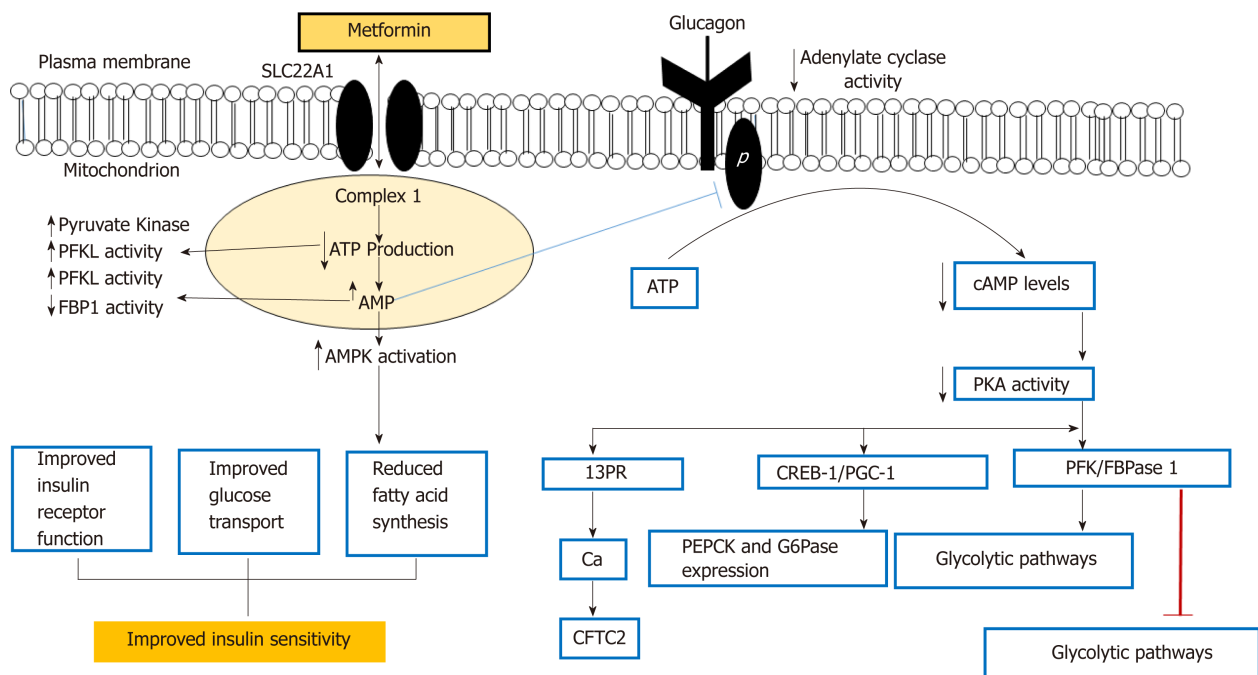 Metformin
Glucagon
Plasma membrane
SLC22A1
Adenylate cyclase
activity
Mitochondrion
p
Complex 1
Pyruvate Kinase
PFKL activity
PFKL activity
FBP1 activity
ATP Production
AMP
AMPK activation
ATP
cAMP levels
PKA activity
Improved
insulin
receptor
function
Improved
glucose
transport
Reduced
fatty acid
synthesis
Improved insulin sensitivity
13PR
CREB-1/PGC-1
PFK/FBPase 1
Ca
PEPCK and G6Pase
expression
Glycolytic pathways
CFTC2
Glycolytic pathways